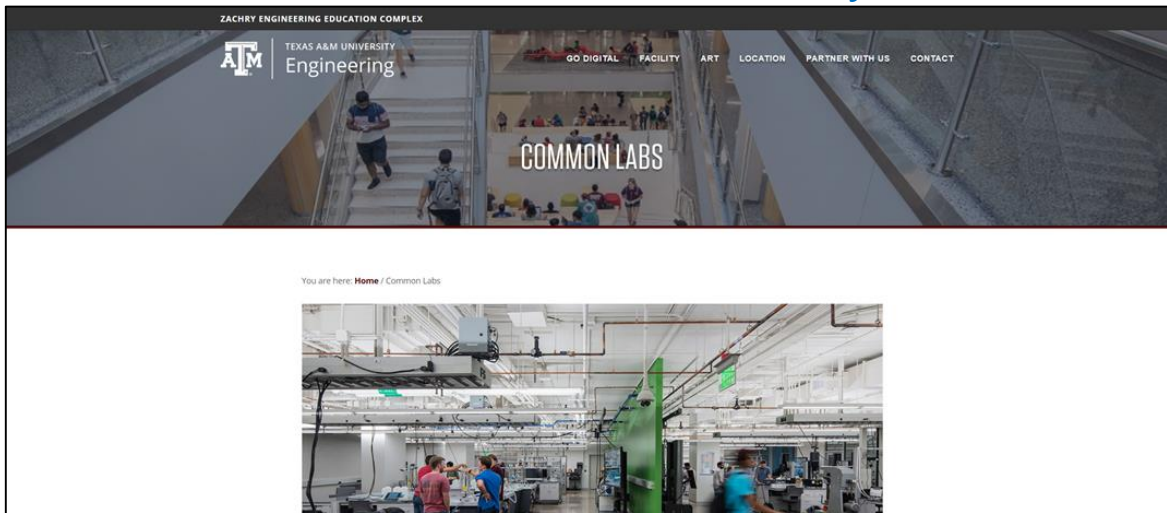 ZACHRY ENGINEERING EDUCATION COMPLEX
TEXAS A&M UNIVERSITY
Engineering
GO DIGITAL FACILITY ART LOCATION PARTNER WITH US CONTACT
COMMON LABS
You are here: Home / Common Labs